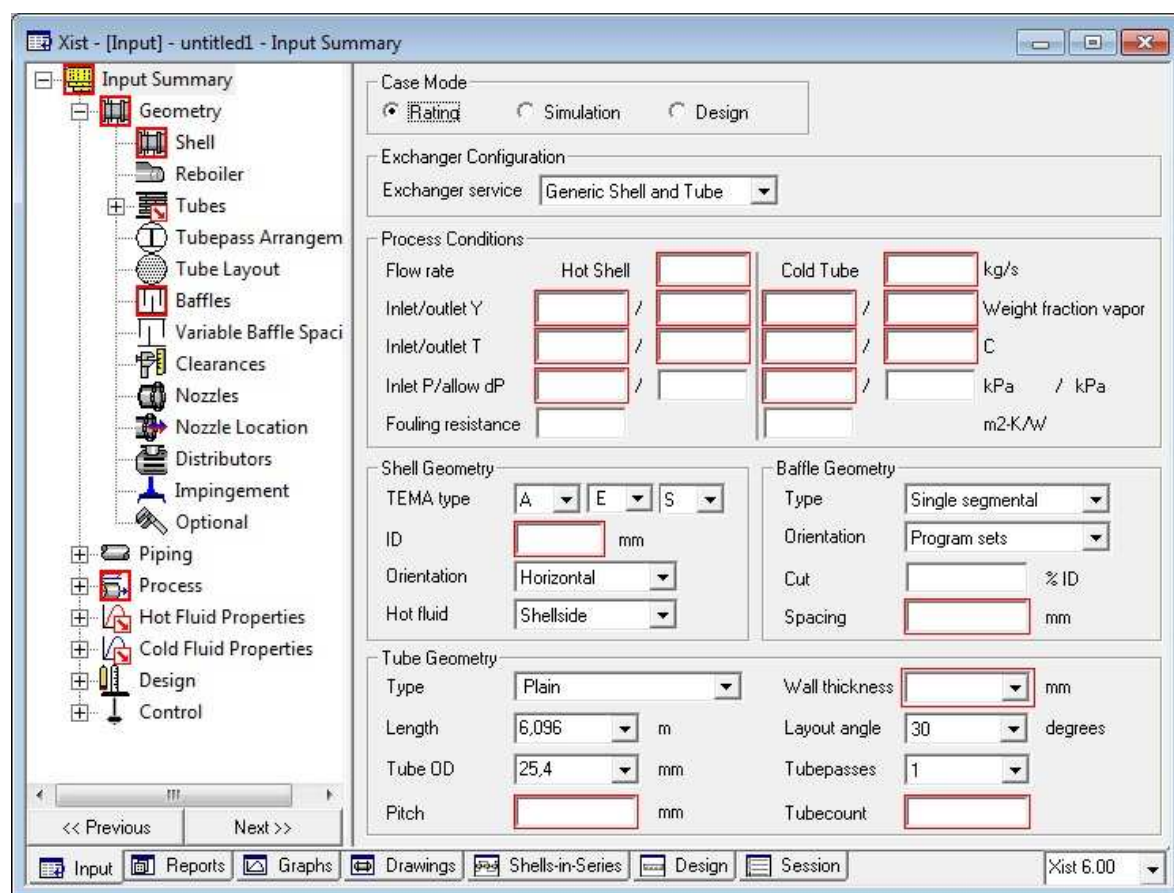 Xist - [Input] - untitled1 - Input Summary
Input Summary
Geometry
Shell
Reboiler
Tubes
Tubepass Arrangem
Tube Layout
Baffles
Variable Baffle Spaci
Clearances
Nozzles
Nozzle Location
Distributors
Impingement
Optional
Piping
Process
Hot Fluid Properties
Cold Fluid Properties
Design
Control
<< Previous Next >>
Case Mode
Rating Simulation Design
Exchanger Configuration
Exchanger service Generic Shell and Tube
Process Conditions
Flow rate Hot Shell Cold Tube kg/s
Inlet/outlet Y / / Weight fraction vapor
Inlet/outlet T / / C
Inlet P/allow dP / / kPa / kPa
Fouling resistance m2-K/W
Shell Geometry
TEMA type A E S
ID mm
Orientation Horizontal
Hot fluid Shellside
Baffle Geometry
Type Single segmental
Orientation Program sets
Cut % ID
Spacing mm
Tube Geometry
Type Plain Wall thickness mm
Length 6,096 m Layout angle 30 degrees
Tube OD 25,4 mm Tubepasses 1
Pitch mm Tubecount
Input Reports Graphs Drawings Shells-in-Series Design Session Xist 6.00